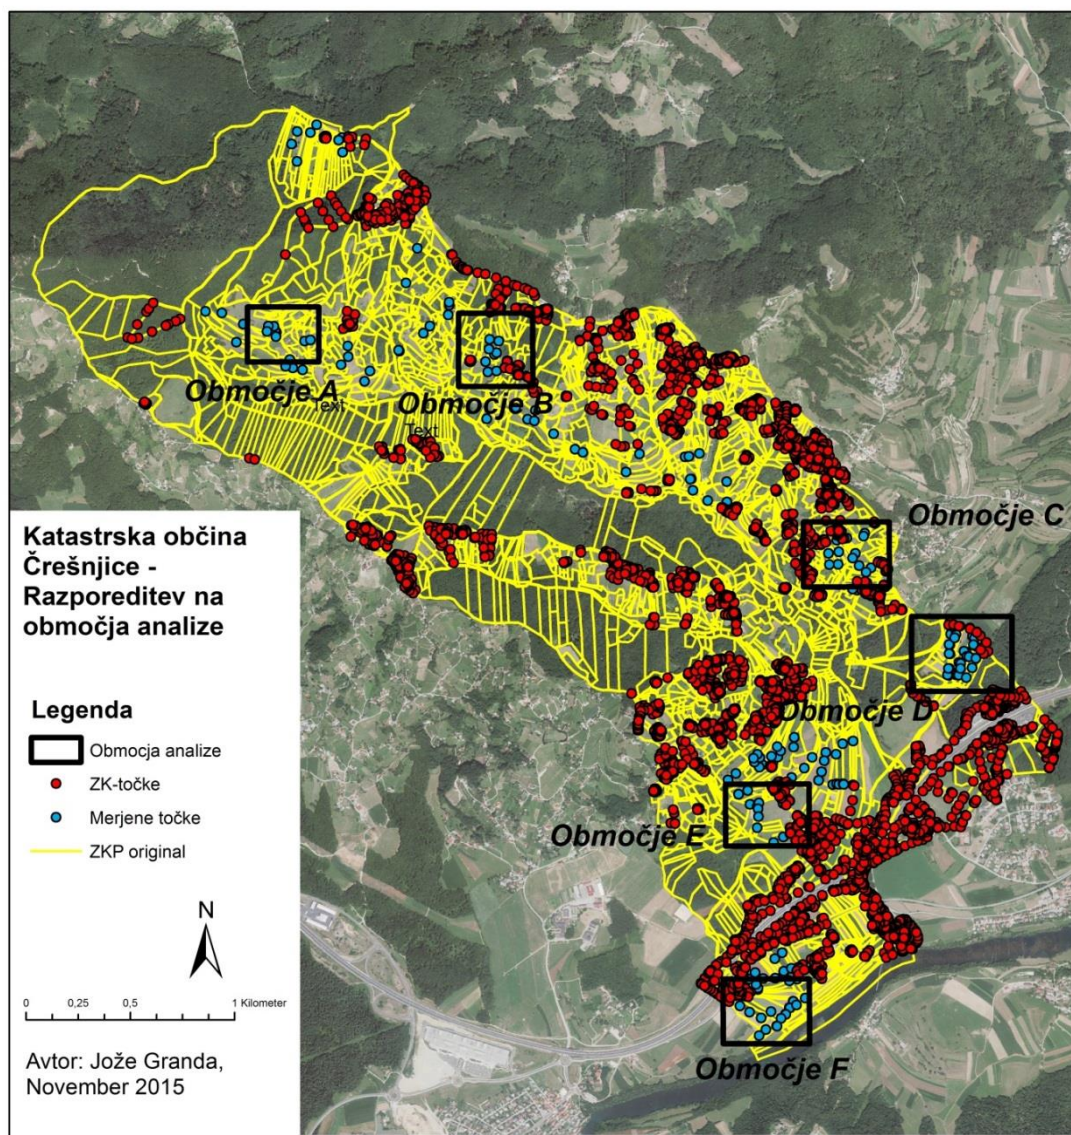 Območje A
Text
Območje B
Text
Območje C
Območje D
Območje E
Območje F
Katastrska občina
Črešnjice -
Razporeditev na
območja analize
Legenda
Obmocja analize
ZK-točke
Merjene točke
ZKP original
N
0 0,25 0,5 1 Kilometer
Avtor: Jože Granda,
November 2015